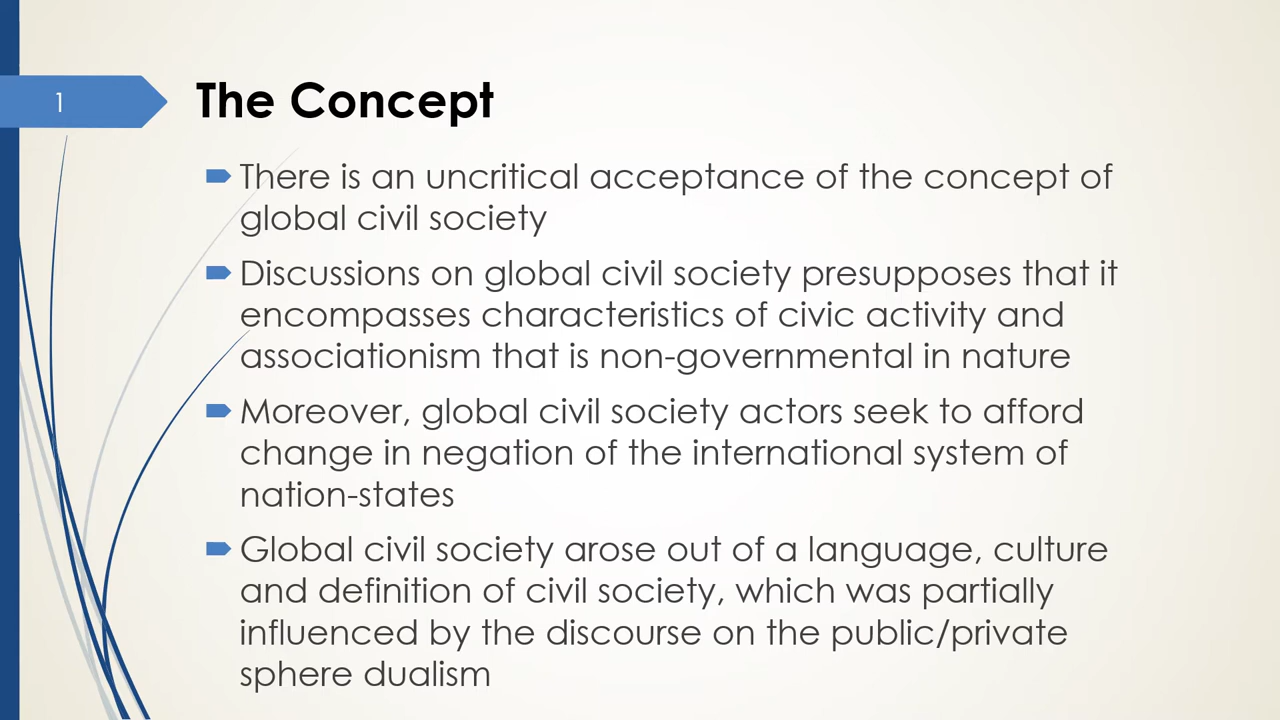 1
The Concept
There is an uncritical acceptance of the concept of
global civil society
Discussions on global civil society presupposes that it
encompasses characteristics of civic activity and
associationism that is non-governmental in nature
Moreover, global civil society actors seek to afford
change in negation of the international system of
nation-states
Global civil society arose out of a language, culture
and definition of civil society, which was partially
influenced by the discourse on the public/private
sphere dualism